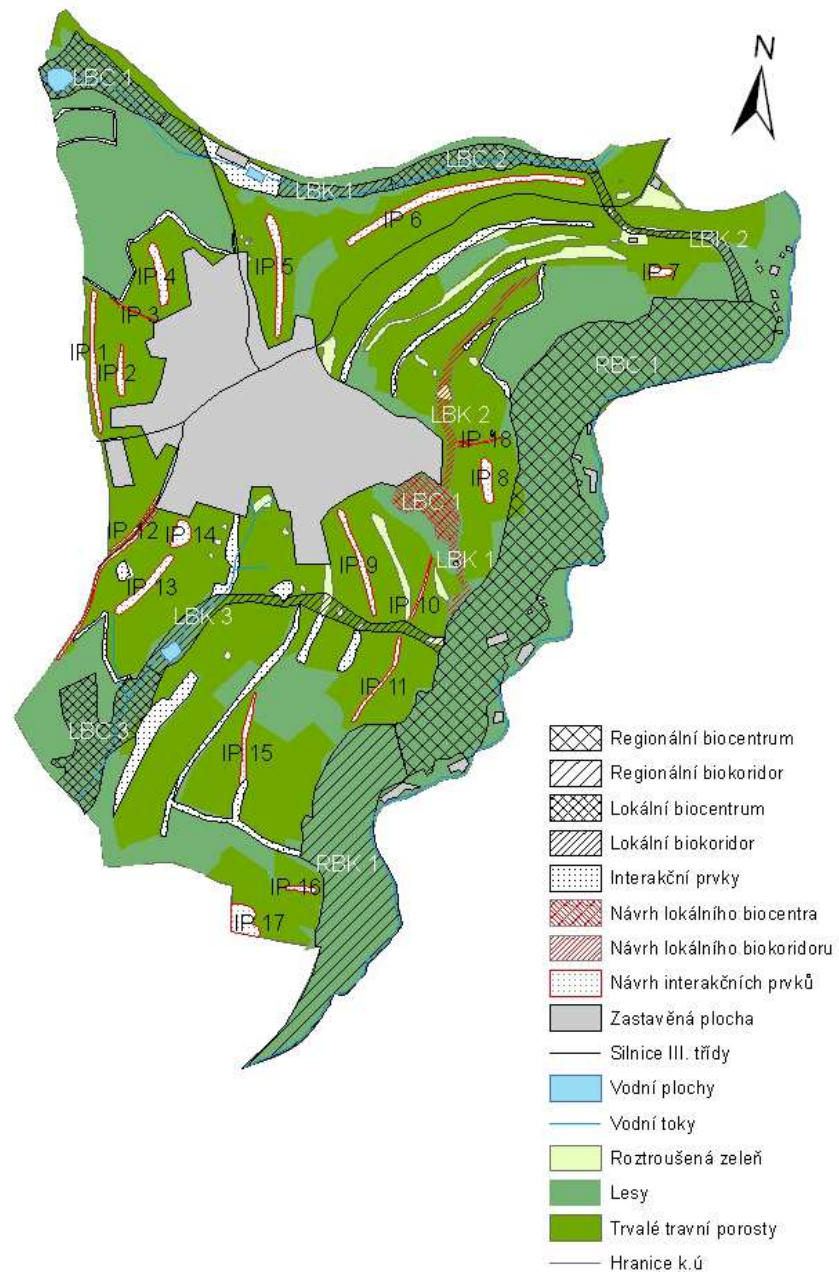 N
LBC 1
LBC 2
LBK 1
IP 6
LBK 2
IP 5
IP 4
IP 7
IP 3
IP 1
IP 2
RBC 1
LBK 2
IP 18
IP 8
LBC 1
IP 12
IP 14
IP 9
LBK 1
IP 13
IP 10
LBK 3
IP 11
LBC 3
IP 15
RBK 1
IP 16
IP 17
Regionální biocentrum
Regionální biokoridor
Lokální biocentrum
Lokální biokoridor
Interakční prvky
Návrh lokálního biocentra
Návrh lokálního biokoridoru
Návrh interakčních prvků
Zastavěná plocha
Silnice III. třídy
Vodní plochy
Vodní toky
Roztroušená zeleň
Lesy
Trvalé travní porosty
Hranice k.ú